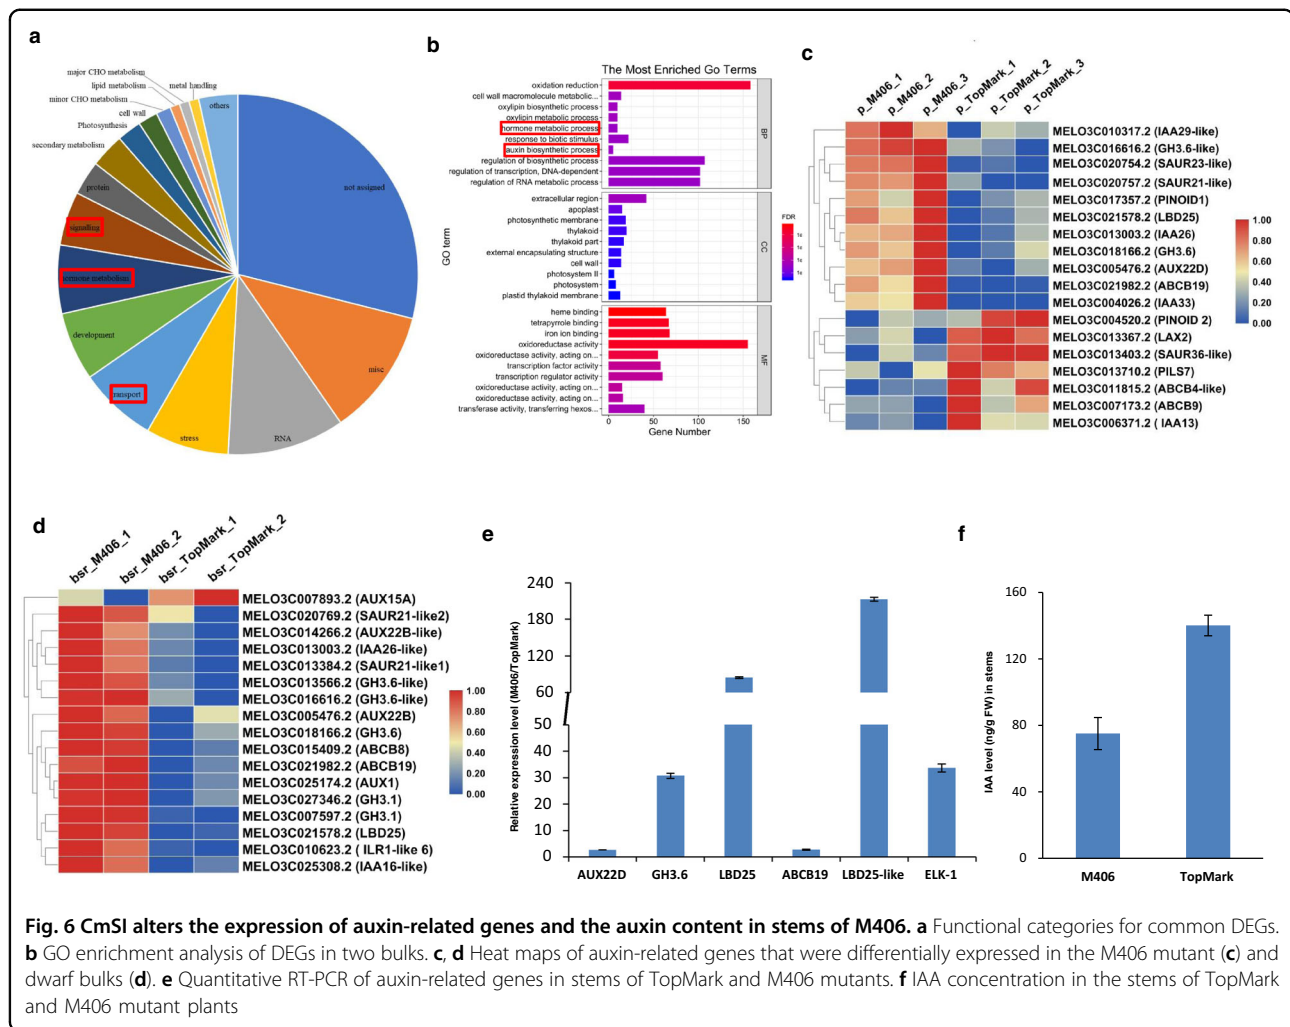 a
major CHO metabolism
lipid metabolism
metal handling
minor CHO metabolism
others
cell wall
Photosynthesis
secondary metabolism
protein
signalling
hormone metabolism
development
transport
stress
RNA
misc
not assigned
b
The Most Enriched Go Terms
GO term
oxidation reduction
cell wall macromolecule metabolic...
oxylipin biosynthetic process
oxylipin metabolic process
hormone metabolic process
response to biotic stimulus
auxin biosynthetic process
regulation of biosynthetic process
regulation of transcription, DNA-dependent
regulation of RNA metabolic process
BP
extracellular region
apoplast
photosynthetic membrane
thylakoid
thylakoid part
external encapsulating structure
cell wall
photosystem II
photosystem
plastid thylakoid membrane
CC
heme binding
tetrapyrrole binding
iron ion binding
oxidoreductase activity
oxidoreductase activity, acting on...
transcription factor activity
transcription regulator activity
oxidoreductase activity, acting on...
oxidoreductase activity, acting on...
transferase activity, transferring hexos...
MF
0 50 100 150
Gene Number
FDR
1e
1e
1e
1e
c
p_M406_1 p_M406_2 p_M406_3 p_TopMark_1 p_TopMark_2 p_TopMark_3
MELO3C010317.2 (IAA29-like)
MELO3C016616.2 (GH3.6-like)
MELO3C020754.2 (SAUR23-like)
MELO3C020757.2 (SAUR21-like)
MELO3C017357.2 (PINOID1)
MELO3C021578.2 (LBD25)
MELO3C013003.2 (IAA26)
MELO3C018166.2 (GH3.6)
MELO3C005476.2 (AUX22D)
MELO3C021982.2 (ABCB19)
MELO3C004026.2 (IAA33)
MELO3C004520.2 (PINOID 2)
MELO3C013367.2 (LAX2)
MELO3C013403.2 (SAUR36-like)
MELO3C013710.2 (PILS7)
MELO3C011815.2 (ABCB4-like)
MELO3C007173.2 (ABCB9)
MELO3C006371.2 ( IAA13)
1.00
0.80
0.60
0.40
0.20
0.00
d
bsr_M406_1 bsr_M406_2 bsr_TopMark_1 bsr_TopMark_2
MELO3C007893.2 (AUX15A)
MELO3C020769.2 (SAUR21-like2)
MELO3C014266.2 (AUX22B-like)
MELO3C013003.2 (IAA26-like)
MELO3C013384.2 (SAUR21-like1)
MELO3C013566.2 (GH3.6-like)
MELO3C016616.2 (GH3.6-like)
MELO3C005476.2 (AUX22B)
MELO3C018166.2 (GH3.6)
MELO3C015409.2 (ABCB8)
MELO3C021982.2 (ABCB19)
MELO3C025174.2 (AUX1)
MELO3C027346.2 (GH3.1)
MELO3C007597.2 (GH3.1)
MELO3C021578.2 (LBD25)
MELO3C010623.2 ( ILR1-like 6)
MELO3C025308.2 (IAA16-like)
1.00
0.80
0.60
0.40
0.20
0.00
e
Relative expression level (M406/TopMark)
240
180
120
60
50
40
30
20
10
0
AUX22D GH3.6 LBD25 ABCB19 LBD25-like ELK-1
f
IAA level (ng/g FW) in stems
160
120
80
40
0
M406 TopMark
Fig. 6 CmSI alters the expression of auxin-related genes and the auxin content in stems of M406. a Functional categories for common DEGs.
b GO enrichment analysis of DEGs in two bulks. c, d Heat maps of auxin-related genes that were differentially expressed in the M406 mutant (c) and
dwarf bulks (d). e Quantitative RT-PCR of auxin-related genes in stems of TopMark and M406 mutants. f IAA concentration in the stems of TopMark
and M406 mutant plants